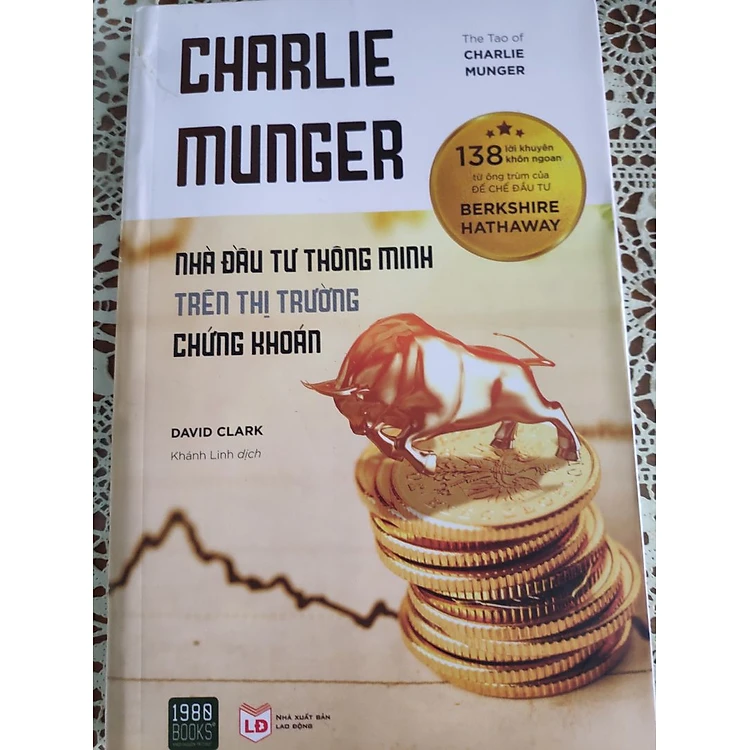 CHARLIE
MUNGER
The Tao of
CHARLIE
MUNGER
138 lời khuyên
khôn ngoan
từ ông trùm của
ĐẾ CHẾ ĐẦU TƯ
BERKSHIRE
HATHAWAY
NHÀ ĐẦU TƯ THÔNG MINH
TRÊN THỊ TRƯỜNG
CHỨNG KHOÁN
DAVID CLARK
Khánh Linh dịch
1980
BOOKS
LĐ
NHÀ XUẤT BẢN
LAO ĐỘNG